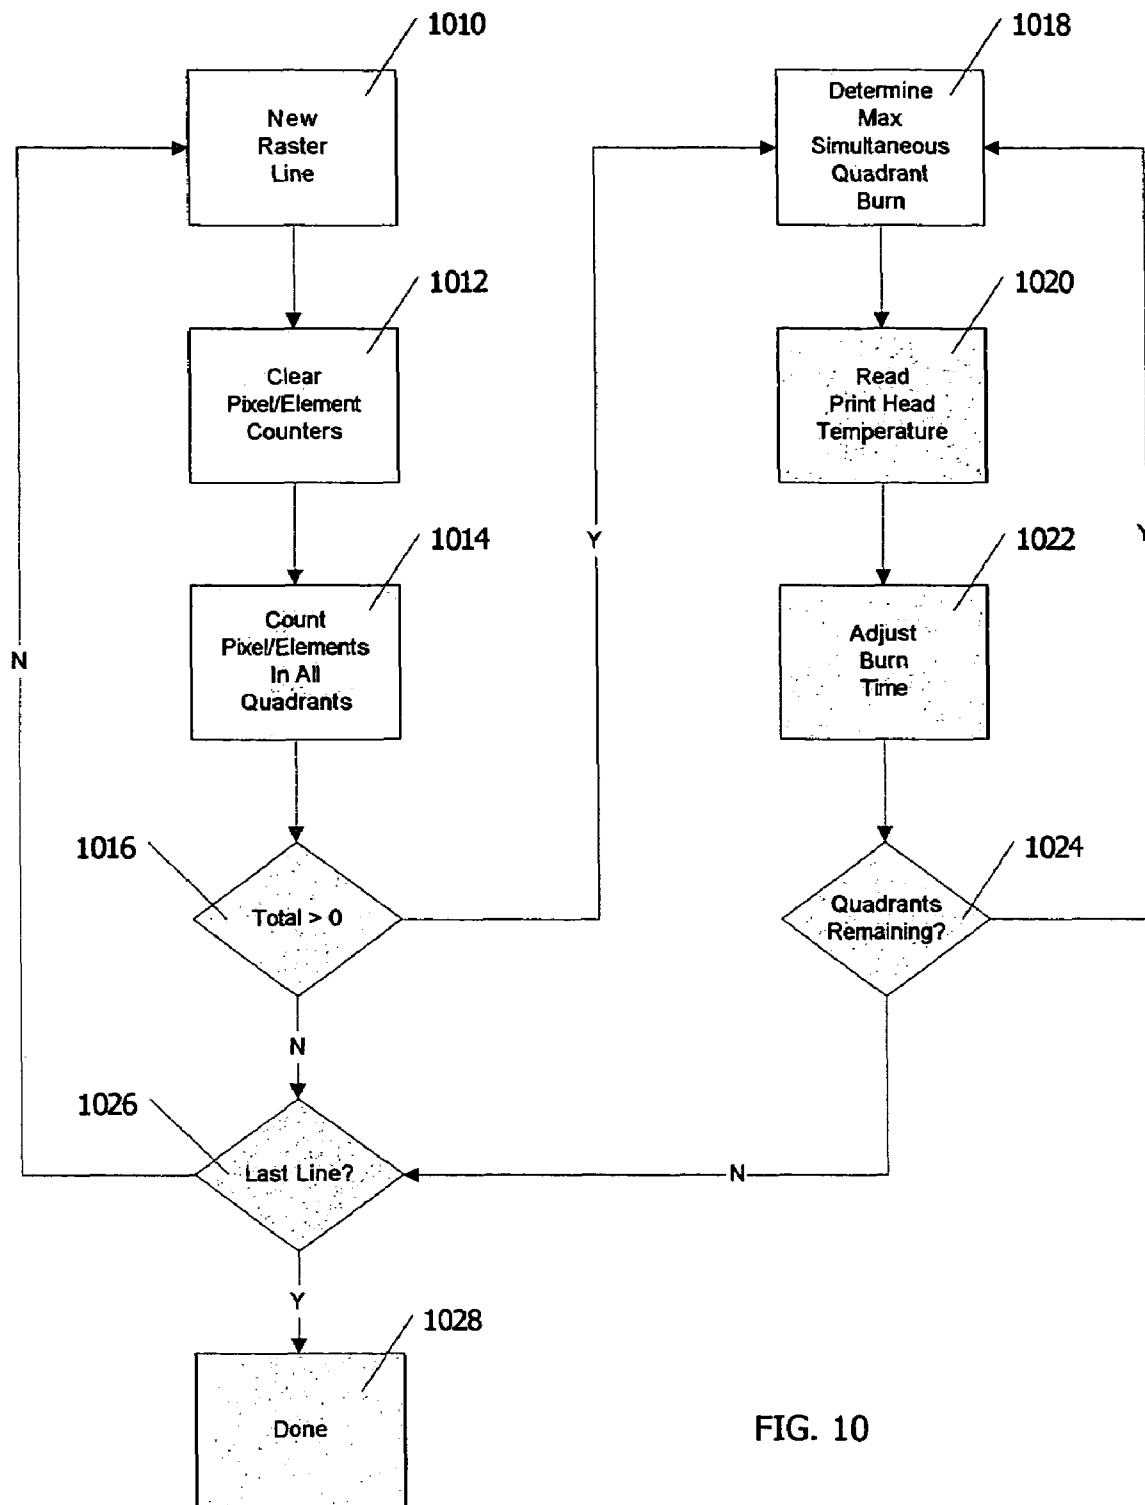 1010
New
Raster
Line
1012
Clear
Pixel/Element
Counters
1014
Count
Pixel/Elements
In All
Quadrants
1016
Total > 0
Y
N
1026
Last Line?
N
Y
1028
Done
1018
Determine
Max
Simultaneous
Quadrant
Burn
1020
Read
Print Head
Temperature
1022
Adjust
Burn
Time
1024
Quadrants
Remaining?
Y
N
FIG. 10